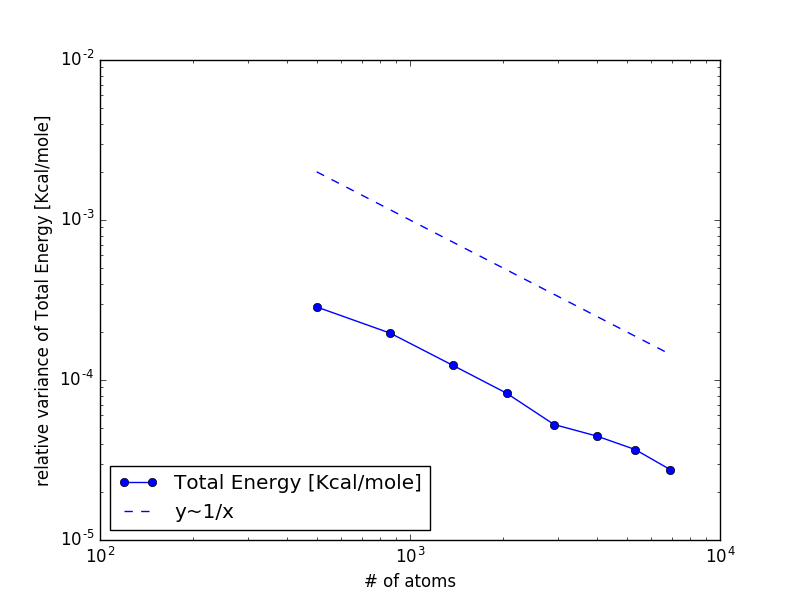 10^-2
10^-3
10^-4
10^-5
relative variance of Total Energy [Kcal/mole]
Total Energy [Kcal/mole]
y~1/x
10^2 10^3 10^4
# of atoms